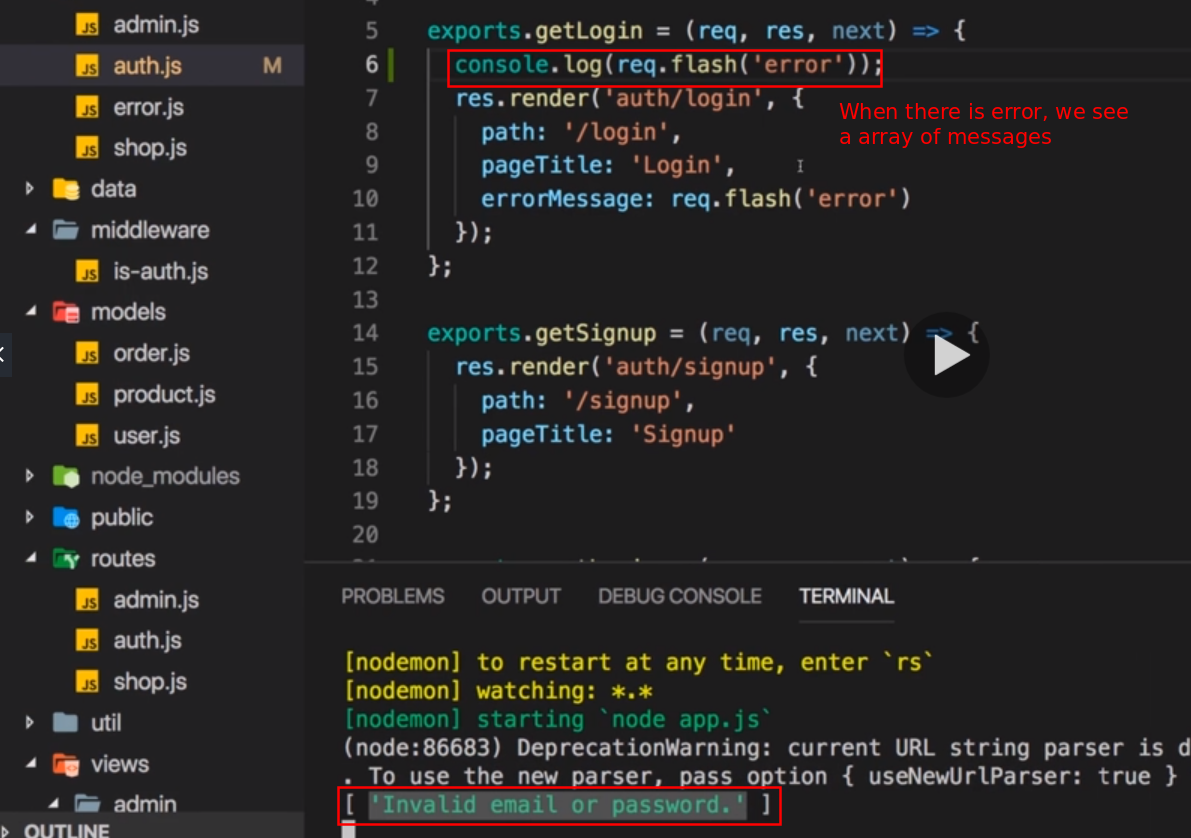 admin.js
auth.js M
error.js
shop.js
data
middleware
is-auth.js
models
order.js
product.js
user.js
node_modules
public
routes
admin.js
auth.js
shop.js
util
views
admin
OUTLINE
5 exports.getLogin = (req, res, next) => {
6 console.log(req.flash('error'));
7 res.render('auth/login', {
8 path: '/login',
9 pageTitle: 'Login',
10 errorMessage: req.flash('error')
11 });
12 };
13
14 exports.getSignup = (req, res, next) => {
15 res.render('auth/signup', {
16 path: '/signup',
17 pageTitle: 'Signup'
18 });
19 };
20
When there is error, we see
a array of messages
PROBLEMS OUTPUT DEBUG CONSOLE TERMINAL
[nodemon] to restart at any time, enter `rs`
[nodemon] watching: *.*
[nodemon] starting `node app.js`
(node:86683) DeprecationWarning: current URL string parser is d
. To use the new parser, pass option { useNewUrlParser: true }
[ 'Invalid email or password.' ]